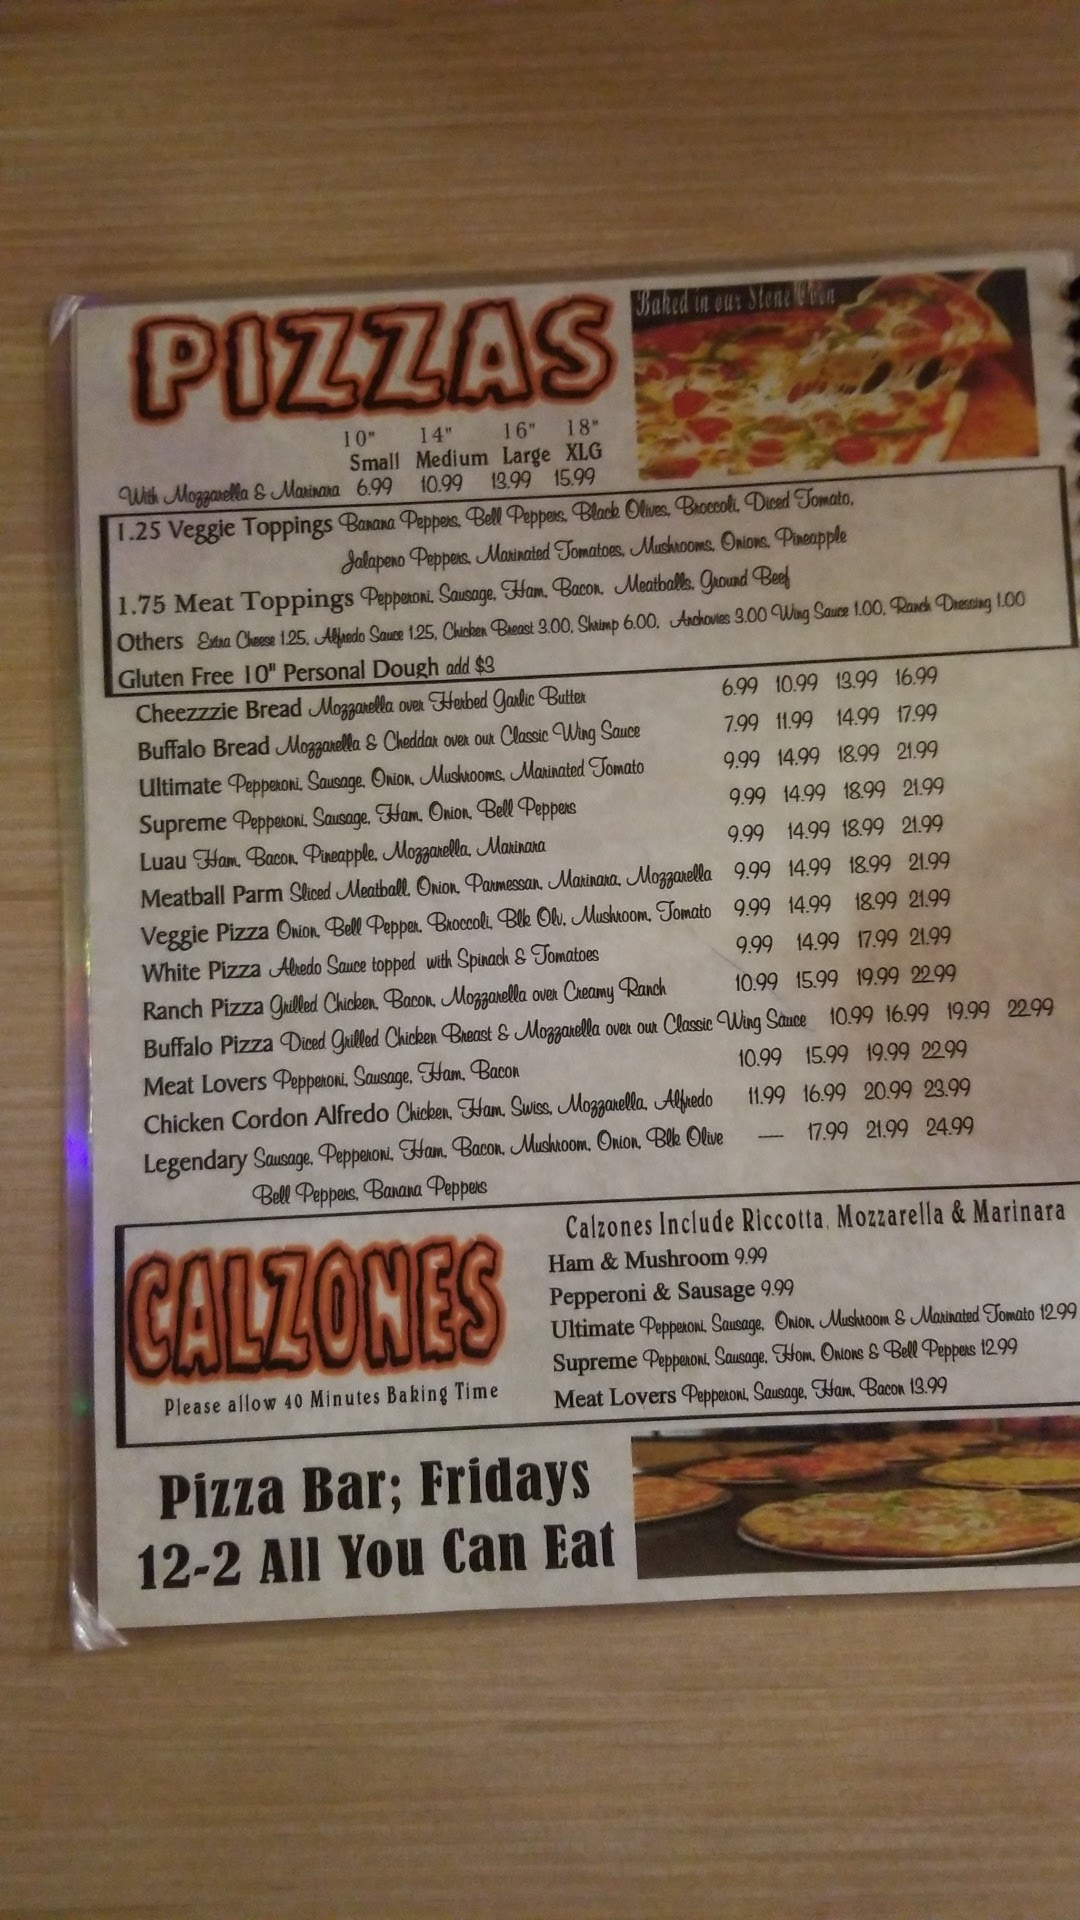 PIZZAS
Baked in our Stone Oven
10" 14" 16" 18"
Small Medium Large XLG
With Mozzarella & Marinara 6.99 10.99 13.99 15.99
1.25 Veggie Toppings Banana Peppers, Bell Peppers, Black Olives, Broccoli, Diced Tomato,
Jalapeno Peppers, Marinated Tomatoes, Mushrooms, Onions, Pineapple
1.75 Meat Toppings Pepperoni, Sausage, Ham, Bacon, Meatballs, Ground Beef
Others Extra Cheese 1.25, Alfredo Sauce 1.25, Chicken Breast 3.00, Shrimp 6.00, Anchovies 3.00 Wing Sauce 1.00, Ranch Dressing 1.00
Gluten Free 10" Personal Dough add $3
Cheezzzie Bread Mozzarella over Herbed Garlic Butter 6.99 10.99 13.99 16.99
Buffalo Bread Mozzarella & Cheddar over our Classic Wing Sauce 7.99 11.99 14.99 17.99
Ultimate Pepperoni, Sausage, Onion, Mushrooms, Marinated Tomato 9.99 14.99 18.99 21.99
Supreme Pepperoni, Sausage, Ham, Onion, Bell Peppers 9.99 14.99 18.99 21.99
Luau Ham, Bacon, Pineapple, Mozzarella, Marinara 9.99 14.99 18.99 21.99
Meatball Parm Sliced Meatball, Onion, Parmessan, Marinara, Mozzarella 9.99 14.99 18.99 21.99
Veggie Pizza Onion, Bell Pepper, Broccoli, Blk Olv, Mushroom, Tomato 9.99 14.99 18.99 21.99
White Pizza Alredo Sauce topped with Spinach & Tomatoes 9.99 14.99 17.99 21.99
Ranch Pizza Grilled Chicken, Bacon, Mozzarella over Creamy Ranch 10.99 15.99 19.99 22.99
Buffalo Pizza Diced Grilled Chicken Breast & Mozzarella over our Classic Wing Sauce 10.99 16.99 19.99 22.99
Meat Lovers Pepperoni, Sausage, Ham, Bacon 10.99 15.99 19.99 22.99
Chicken Cordon Alfredo Chicken, Ham, Swiss, Mozzarella, Alfredo 11.99 16.99 20.99 23.99
Legendary Sausage, Pepperoni, Ham, Bacon, Mushroom, Onion, Blk Olive — 17.99 21.99 24.99
Bell Peppers, Banana Peppers
CALZONES
Please allow 40 Minutes Baking Time
Calzones Include Riccotta, Mozzarella & Marinara
Ham & Mushroom 9.99
Pepperoni & Sausage 9.99
Ultimate Pepperoni, Sausage, Onion, Mushroom & Marinated Tomato 12.99
Supreme Pepperoni, Sausage, Ham, Onions & Bell Peppers 12.99
Meat Lovers Pepperoni, Sausage, Ham, Bacon 13.99
Pizza Bar; Fridays
12-2 All You Can Eat